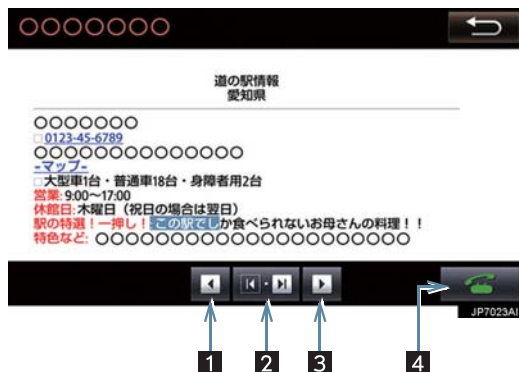 ○○○○○○○
道の駅情報
愛知県
○○○○○○○
□0123-45-6789
○○○○○○○○○○○○○○
-マップ-
□大型車1台・普通車18台・身障者用2台
営業: 9:00～17:00
休館日: 木曜日（祝日の場合は翌日）
駅の特選！一押し！: この駅でしか食べられないお母さんの料理！！
特色など: ○○○○○○○○○○○○○○○○○○○○○
JP7023AI
1 2 3 4